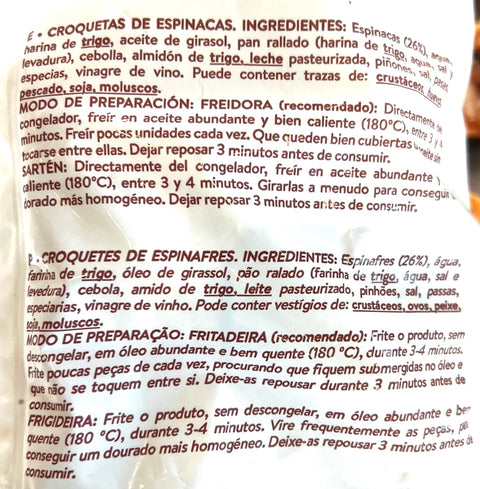 E • CROQUETAS DE ESPINACAS. INGREDIENTES: Espinacas (26%), agua,
harina de trigo, aceite de girasol, pan rallado (harina de trigo, agua, sal y
levadura), cebolla, almidón de trigo, leche pasteurizada, piñones, sal, pasas,
especias, vinagre de vino. Puede contener trazas de: crustáceos, huevos,
pescado, soja, moluscos.
MODO DE PREPARACIÓN: FREIDORA (recomendado): Directamente de
congelador, freír en aceite abundante y bien caliente (180°C), entre 3 y 4
minutos. Freír pocas unidades cada vez. Que queden bien cubiertas sin
tocarse entre ellas. Dejar reposar 3 minutos antes de consumir.
SARTÉN: Directamente del congelador, freír en aceite abundante y
caliente (180°C), entre 3 y 4 minutos. Girarlas a menudo para conseguir
dorado más homogéneo. Dejar reposar 3 minutos antes de consumir.
P • CROQUETES DE ESPINAFRES. INGREDIENTES: Espinafres (26%), água,
farinha de trigo, óleo de girassol, pão ralado (farinha de trigo, água, sal e
levedura), cebola, amido de trigo, leite pasteurizado, pinhões, sal, passas,
especiarias, vinagre de vinho. Pode conter vestígios de: crustáceos, ovos, peixe,
soja, moluscos.
MODO DE PREPARAÇÃO: FRITADEIRA (recomendado): Frite o produto, sem
descongelar, em óleo abundante e bem quente (180 °C), durante 3-4 minutos.
Frite poucas peças de cada vez, procurando que fiquem submergidas no óleo e
que não se toquem entre si. Deixe-as repousar durante 3 minutos antes de
consumir.
FRIGIDEIRA: Frite o produto, sem descongelar, em óleo abundante e bem
quente (180 °C), durante 3-4 minutos. Vire frequentemente as peças, para
conseguir um dourado mais homogéneo. Deixe-as repousar 3 minutos antes de
consumir.